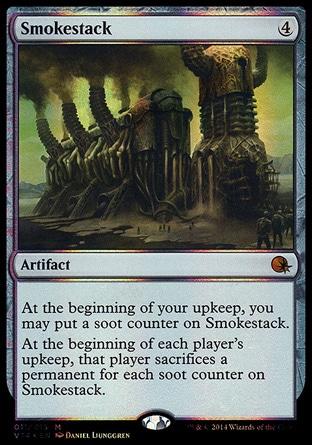 Smokestack 4
Artifact
At the beginning of your upkeep, you
may put a soot counter on Smokestack.
At the beginning of each player's
upkeep, that player sacrifices a
permanent for each soot counter on
Smokestack.
M
EN DANIEL LJUNGGREN
& © 2014 Wizards of the